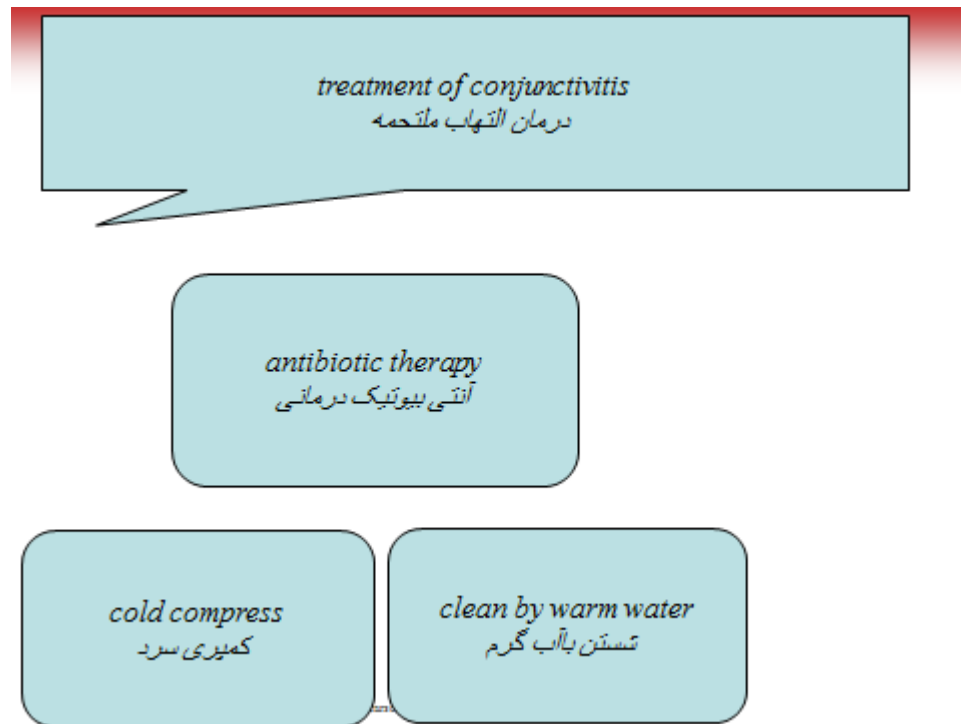 treatment of conjunctivitis
درمان التهاب ملتحمه
antibiotic therapy
آنتی بیوتیک درمانی
cold compress
کمپری سرد
clean by warm water
شستن باآب گرم